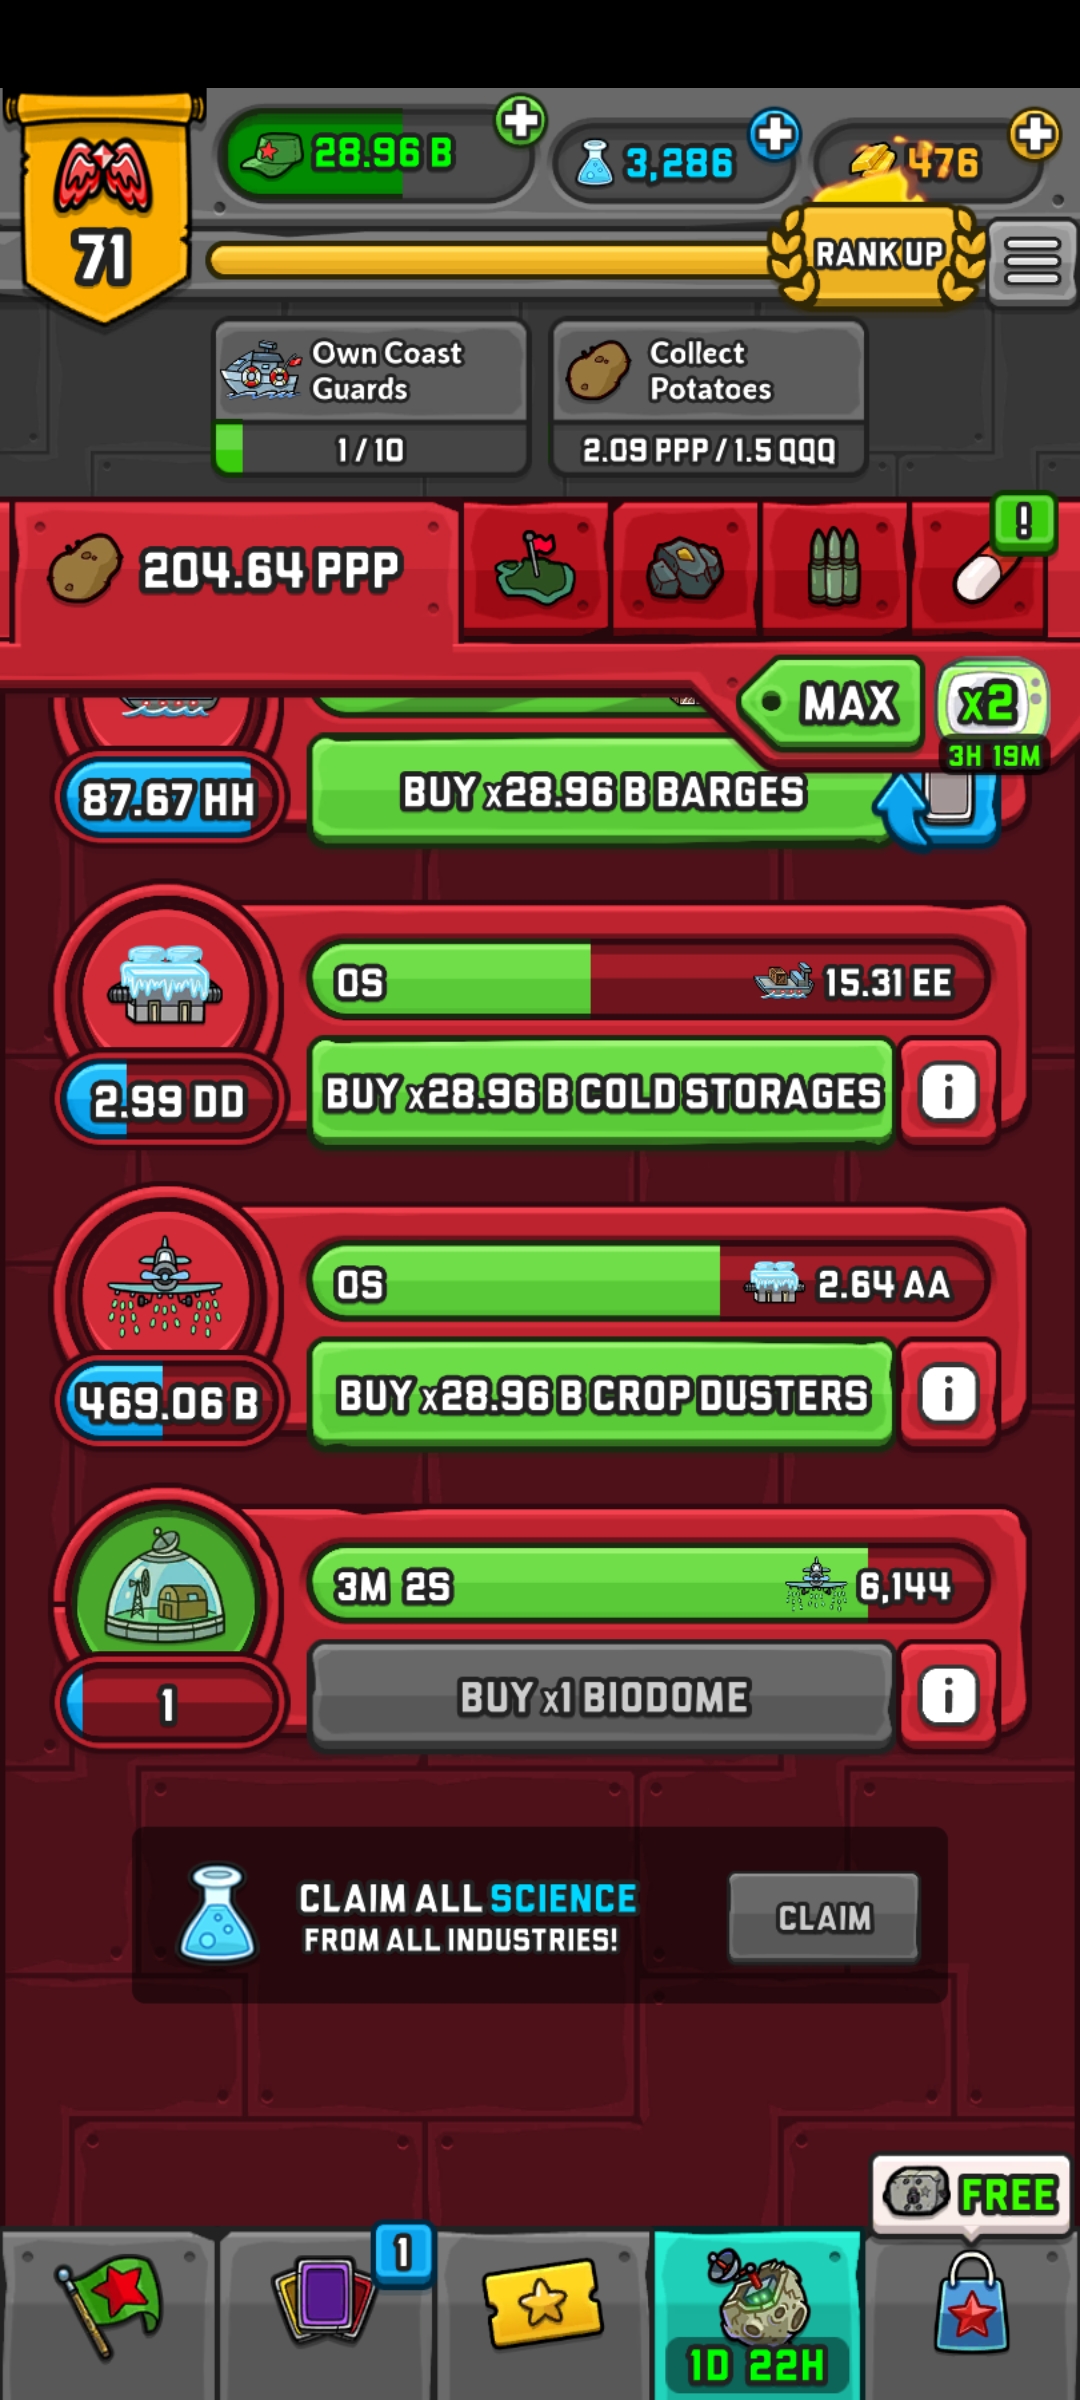 28.96 B
3,286
476
71
RANK UP
Own Coast
Guards
1/10
Collect
Potatoes
2.09 PPP/1.5 QQQ
!
204.64 PPP
MAX
x2
3H 19M
87.67 HH
BUY x28.96 B BARGES
0S
15.31 EE
2.99 DD
BUY x28.96 B COLD STORAGES
i
0S
2.64 AA
469.06 B
BUY x28.96 B CROP DUSTERS
i
3M 2S
6,144
1
BUY x1 BIODOME
i
CLAIM ALL SCIENCE
FROM ALL INDUSTRIES!
CLAIM
FREE
1
1D 22H